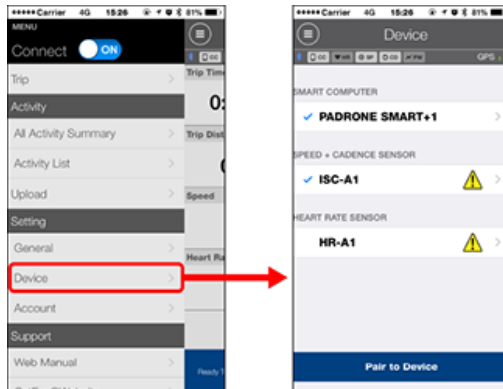 ●●●●●Carrier 4G 15:26 81%
MENU
Connect ON
Trip
Activity
All Activity Summary
Activity List
Upload
Setting
General
Device
Account
Support
Web Manual
Trip Time
0:
Trip Dist
Speed
Heart Ra
Ready T
●●●●●Carrier 4G 15:26 81%
Device
GPS
SMART COMPUTER
PADRONE SMART+1
SPEED + CADENCE SENSOR
ISC-A1
HEART RATE SENSOR
HR-A1
Pair to Device